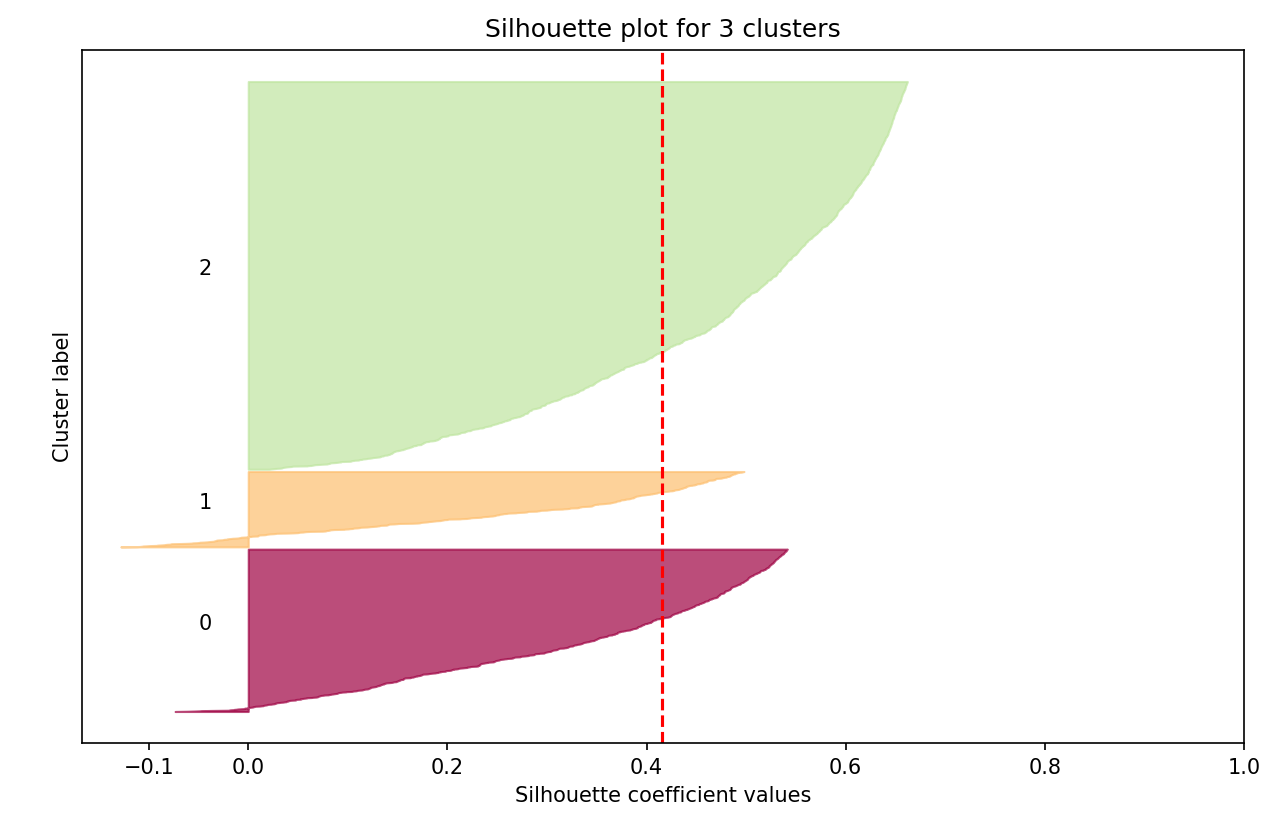 Silhouette plot for 3 clusters
Cluster label
2
1
0
−0.1 0.0 0.2 0.4 0.6 0.8 1.0
Silhouette coefficient values